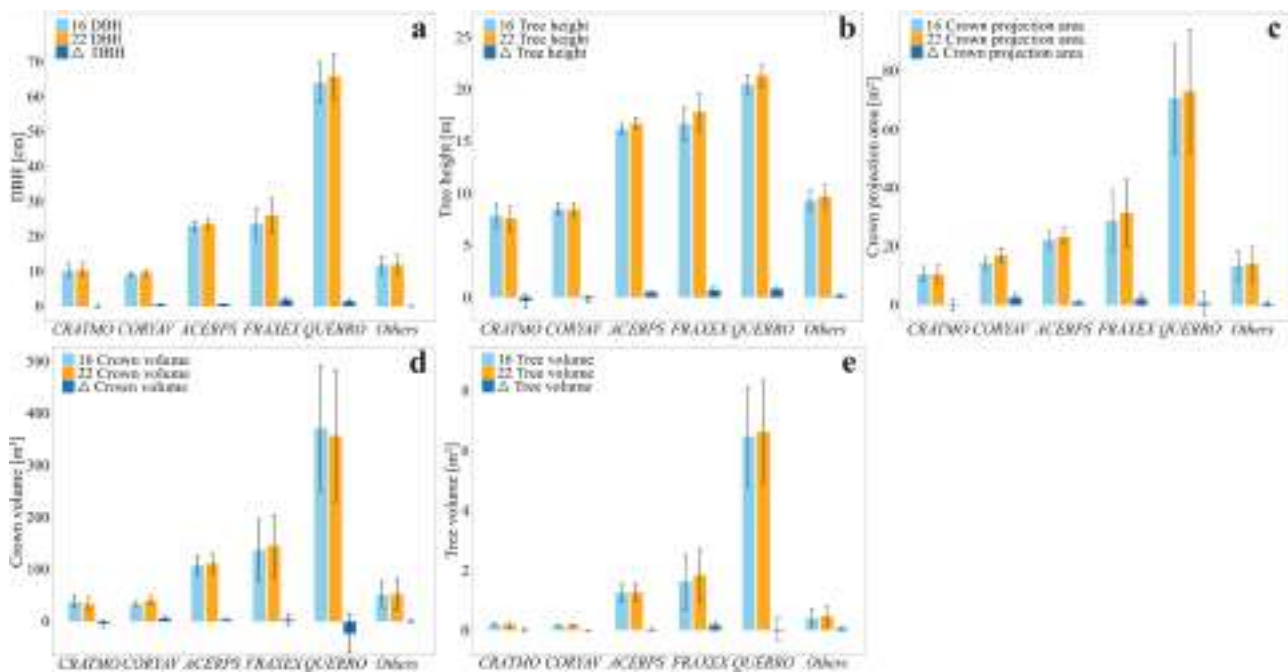 a
16 DBH
22 DBH
△ DBH
DBH [cm]
70
60
50
40
30
20
10
0
CRATMO CORYAV ACERPS FRAXEX QUERRO Others
b
16 Tree height
22 Tree height
△ Tree height
Tree height [m]
25
20
15
10
5
0
CRATMO CORYAV ACERPS FRAXEX QUERRO Others
c
16 Crown projection area
22 Crown projection area
△ Crown projection area
Crown projection area [m²]
80
60
40
20
0
CRATMO CORYAV ACERPS FRAXEX QUERRO Others
d
16 Crown volume
22 Crown volume
△ Crown volume
Crown volume [m³]
500
400
300
200
100
0
CRATMO CORYAV ACERPS FRAXEX QUERRO Others
e
16 Tree volume
22 Tree volume
△ Tree volume
Tree volume [m³]
8
6
4
2
0
CRATMO CORYAV ACERPS FRAXEX QUERRO Others